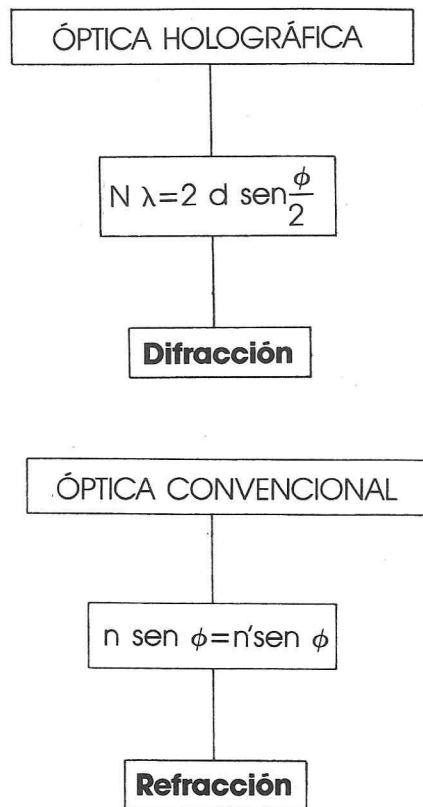 ÓPTICA HOLOGRÁFICA
N λ=2 d sen ϕ/2
Difracción
ÓPTICA CONVENCIONAL
n sen ϕ=n'sen ϕ
Refracción